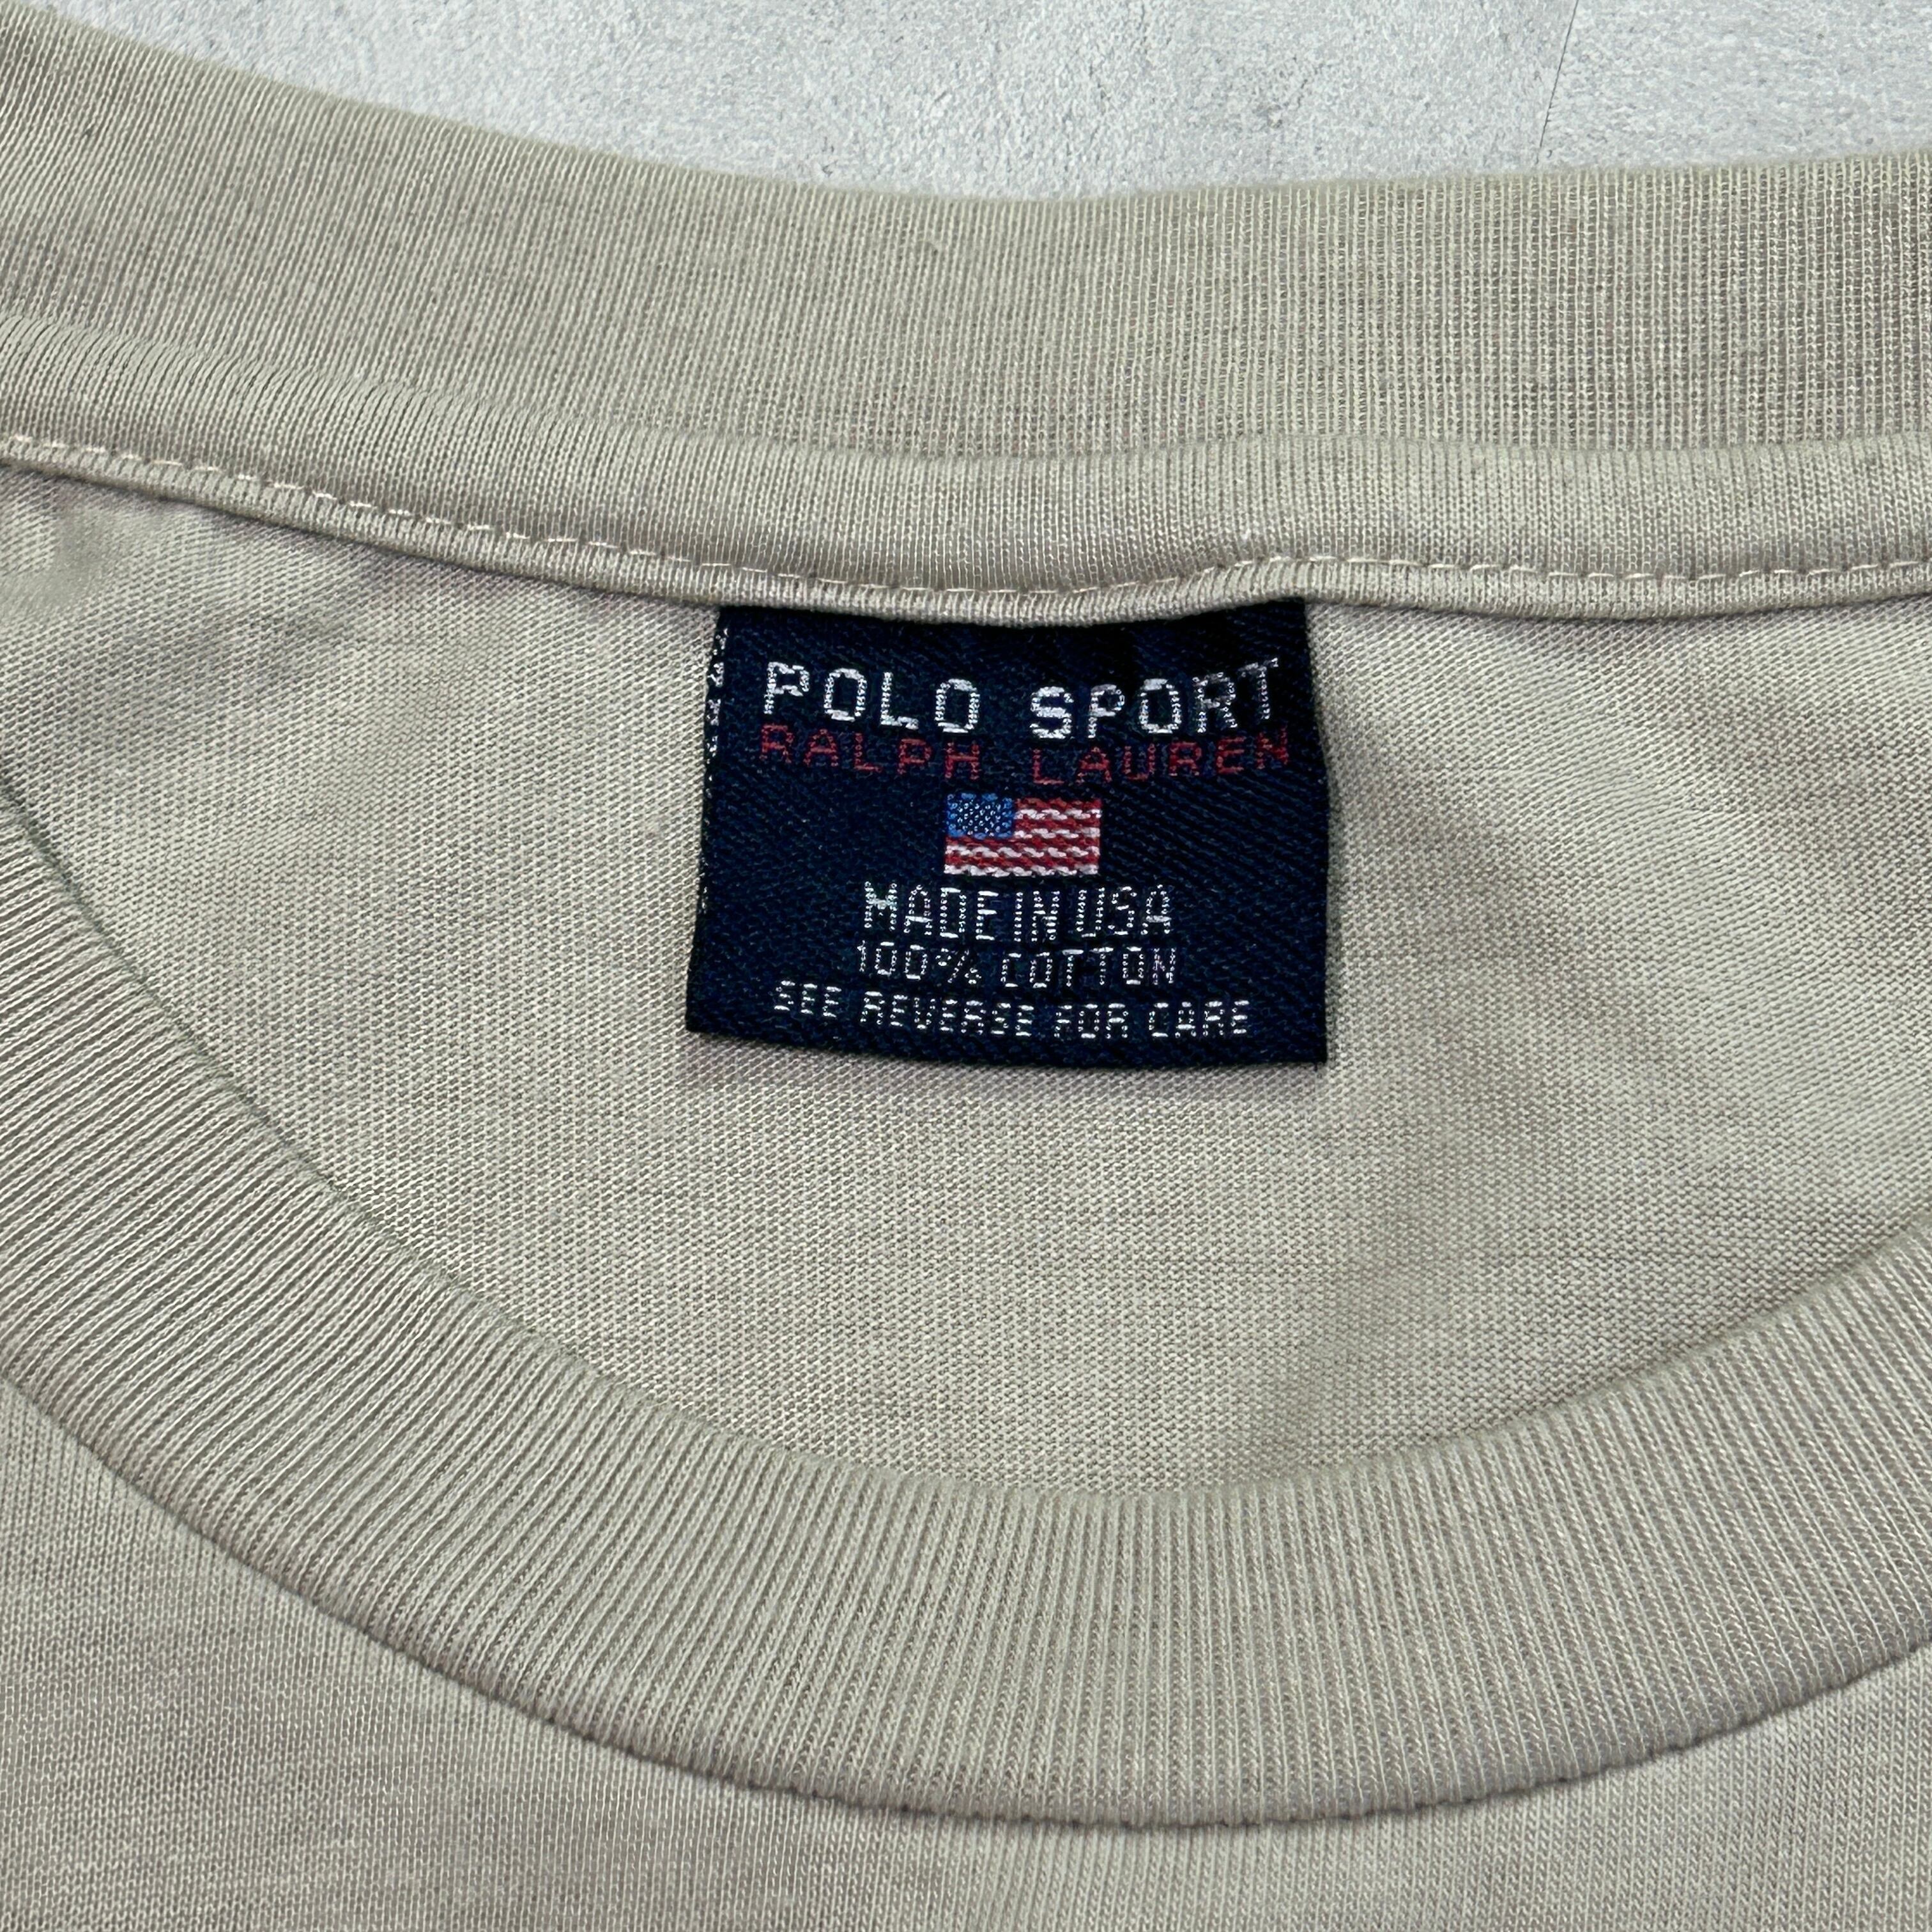 POLO SPORT
RALPH LAUREN
MADE IN USA
100% COTTON
SEE REVERSE FOR CARE